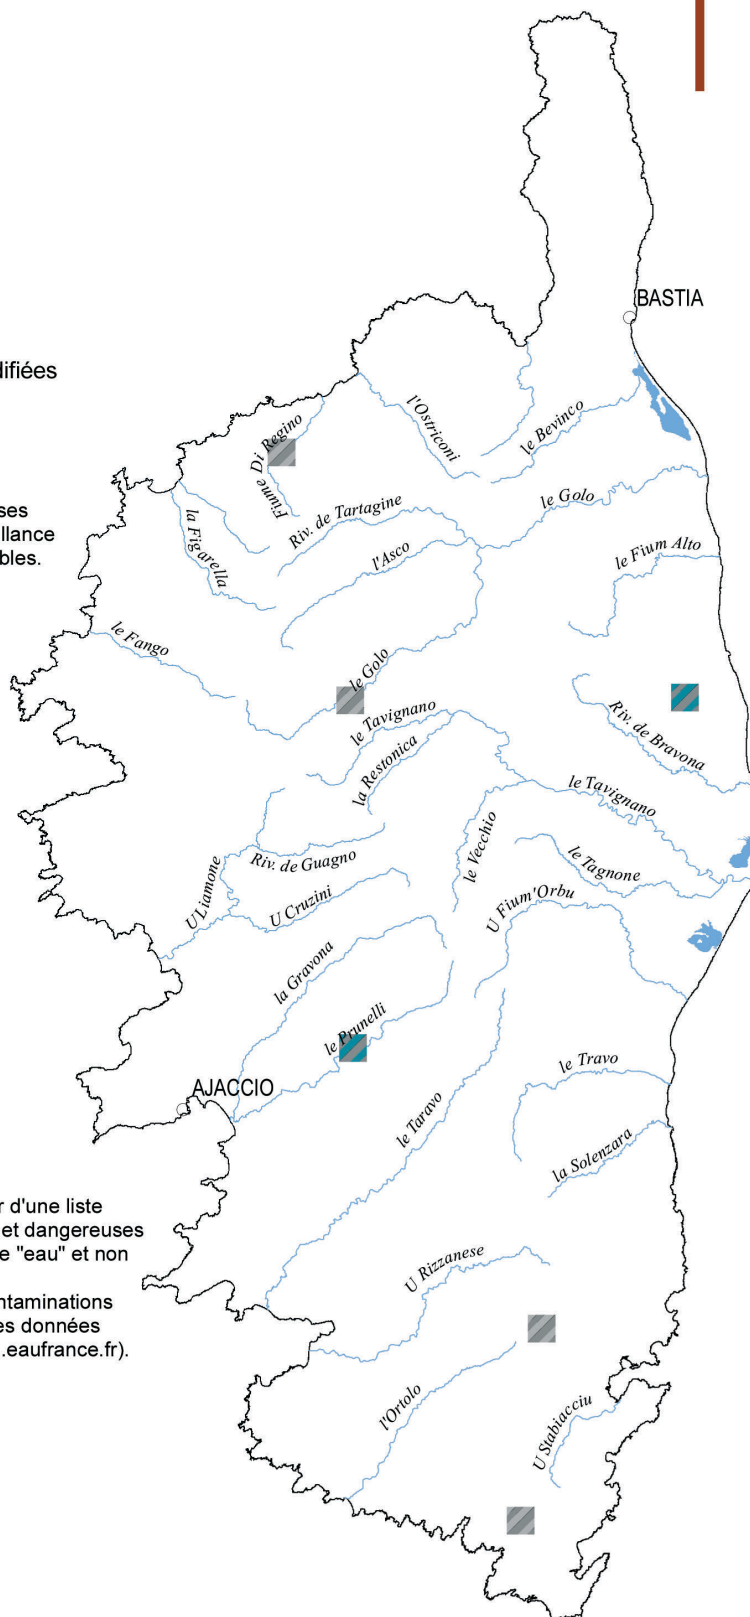 BASTIA
difiées
l'Ostriconi
le Bevinco
Fiume Di Regino
ses
llance
bles.
le Golo
Riv. de Tartagine
la Figarella
l'Asco
le Fium Alto
le Fango
le Golo
le Tavignano
Riv. de Bravona
la Restonica
le Tavignano
le Vecchio
Riv. de Guagno
le Tagnone
U Liamone
U Cruzini
U Fium'Orbu
la Gravona
le Prunelli
le Travo
AJACCIO
le Taravo
la Solenzara
r d'une liste
et dangereuses
e "eau" et non
U Rizzanese
ntaminations
es données
.eaufrance.fr).
l'Ortolo
U Stabiacciu